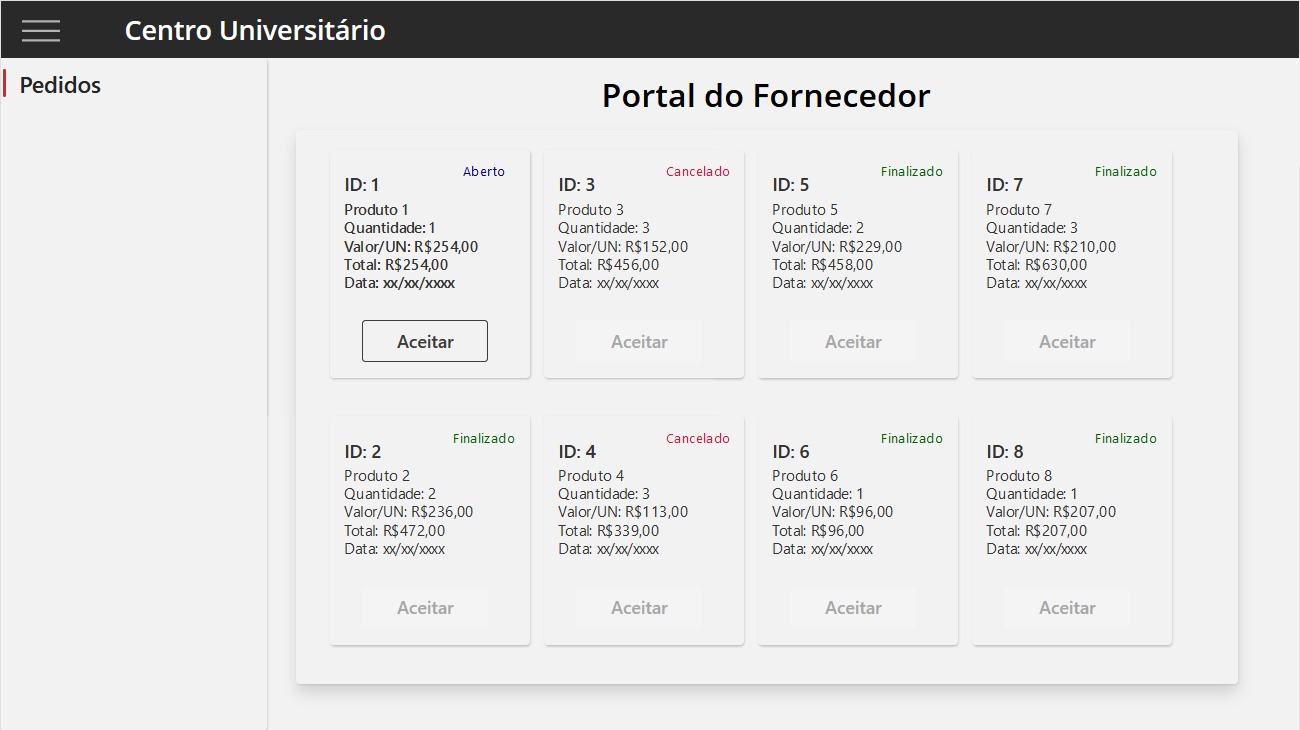 Centro Universitário
Pedidos
Portal do Fornecedor
Aberto
ID: 1
Produto 1
Quantidade: 1
Valor/UN: R$254,00
Total: R$254,00
Data: xx/xx/xxxx
Aceitar
Cancelado
ID: 3
Produto 3
Quantidade: 3
Valor/UN: R$152,00
Total: R$456,00
Data: xx/xx/xxxx
Aceitar
Finalizado
ID: 5
Produto 5
Quantidade: 2
Valor/UN: R$229,00
Total: R$458,00
Data: xx/xx/xxxx
Aceitar
Finalizado
ID: 7
Produto 7
Quantidade: 3
Valor/UN: R$210,00
Total: R$630,00
Data: xx/xx/xxxx
Aceitar
Finalizado
ID: 2
Produto 2
Quantidade: 2
Valor/UN: R$236,00
Total: R$472,00
Data: xx/xx/xxxx
Aceitar
Cancelado
ID: 4
Produto 4
Quantidade: 3
Valor/UN: R$113,00
Total: R$339,00
Data: xx/xx/xxxx
Aceitar
Finalizado
ID: 6
Produto 6
Quantidade: 1
Valor/UN: R$96,00
Total: R$96,00
Data: xx/xx/xxxx
Aceitar
Finalizado
ID: 8
Produto 8
Quantidade: 1
Valor/UN: R$207,00
Total: R$207,00
Data: xx/xx/xxxx
Aceitar